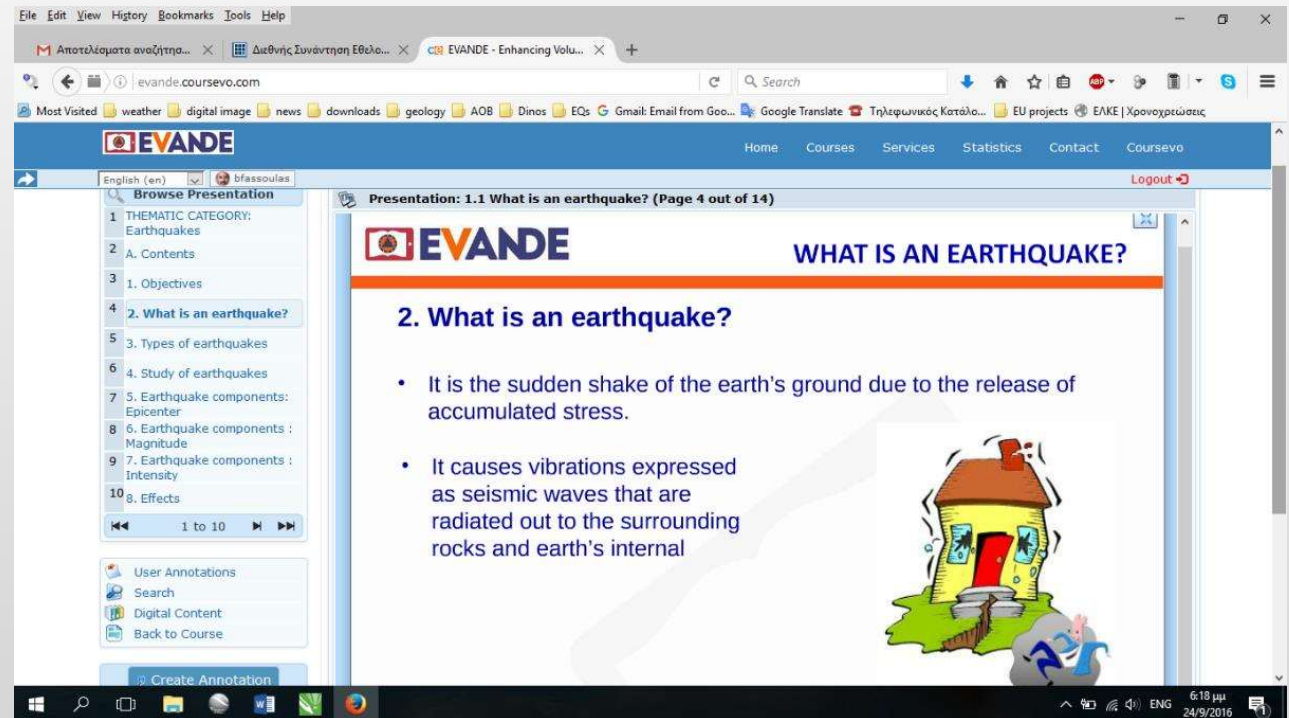 File Edit View History Bookmarks Tools Help
Αποτελέσματα αναζήτησ... Διεθνής Συνάντηση Εθελο... EVANDE - Enhancing Volu...
evande.coursevo.com Search
Most Visited weather digital image news downloads geology AOB Dinos EQs Gmail: Email from Goo... Google Translate Τηλεφωνικός Κατάλο... EU projects ΕΛΚΕ | Χρονοχρεώσεις
EVANDE Home Courses Services Statistics Contact Coursevo
English (en) bfassoulas Logout
Browse Presentation
1 THEMATIC CATEGORY:
Earthquakes
2 A. Contents
3 1. Objectives
4 2. What is an earthquake?
5 3. Types of earthquakes
6 4. Study of earthquakes
7 5. Earthquake components:
Epicenter
8 6. Earthquake components :
Magnitude
9 7. Earthquake components :
Intensity
10 8. Effects
1 to 10
User Annotations
Search
Digital Content
Back to Course
Create Annotation
Presentation: 1.1 What is an earthquake? (Page 4 out of 14)
EVANDE WHAT IS AN EARTHQUAKE?
2. What is an earthquake?
• It is the sudden shake of the earth's ground due to the release of
accumulated stress.
• It causes vibrations expressed
as seismic waves that are
radiated out to the surrounding
rocks and earth's internal
ENG 6:18 μμ
24/9/2016